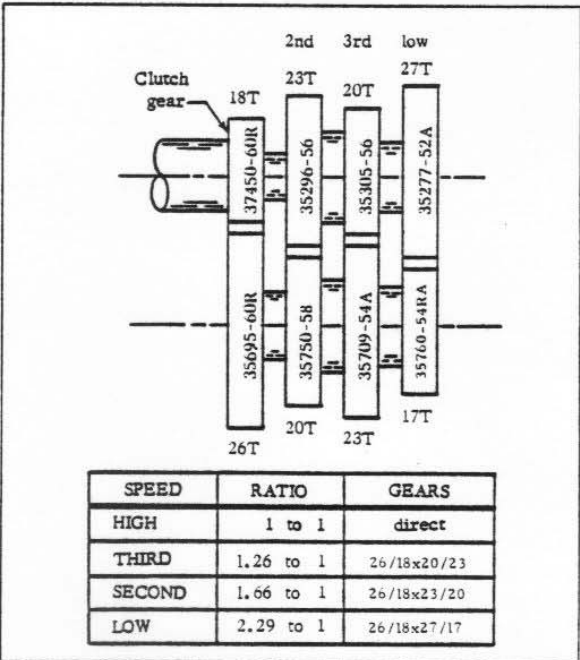 2nd 3rd low
23T 20T 27T
Clutch
gear
18T
37450-60R
35296-56
35305-56
35277-52A
35695-60R
35750-58
35709-54A
35760-54RA
26T
20T
23T
17T
SPEED RATIO GEARS
HIGH 1 to 1 direct
THIRD 1.26 to 1 26/18x20/23
SECOND 1.66 to 1 26/18x23/20
LOW 2.29 to 1 26/18x27/17